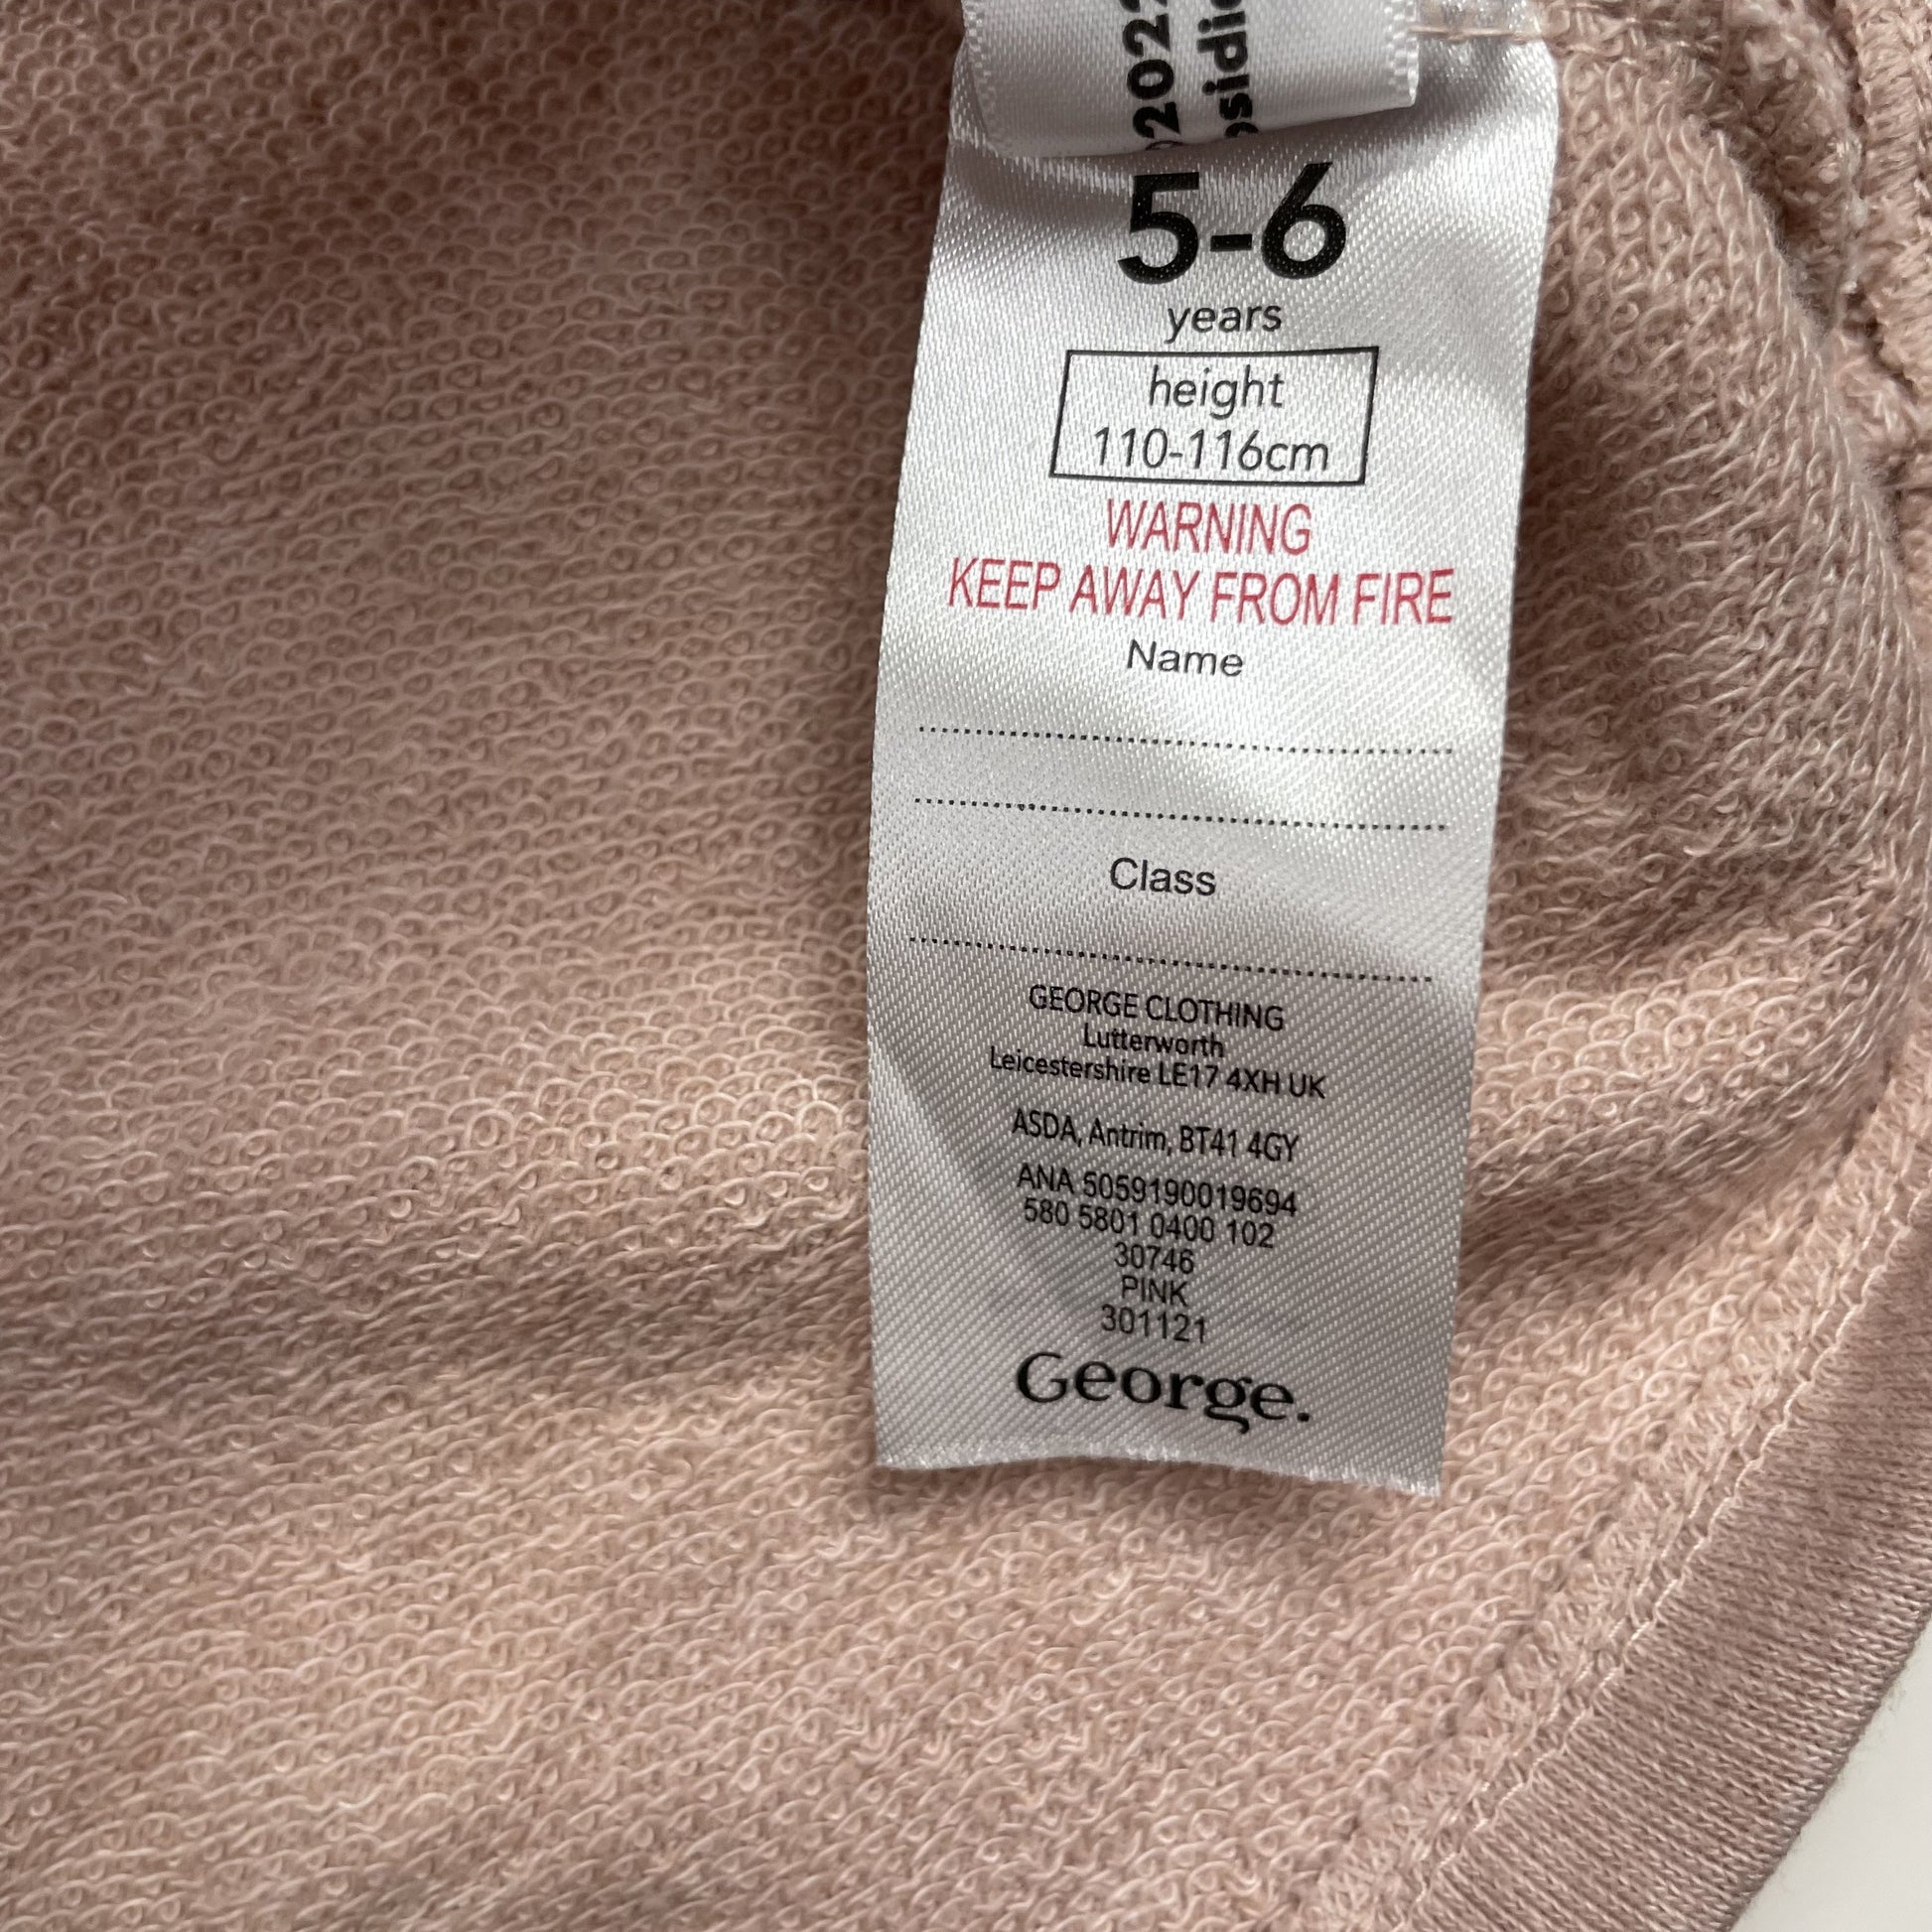 5-6
years
height
110-116cm
WARNING
KEEP AWAY FROM FIRE
Name
Class
GEORGE CLOTHING
Lutterworth
Leicestershire LE17 4XH UK
ASDA, Antrim, BT41 4GY
ANA 5059190019694
580 5801 0400 102
30746
PINK
301121
George.